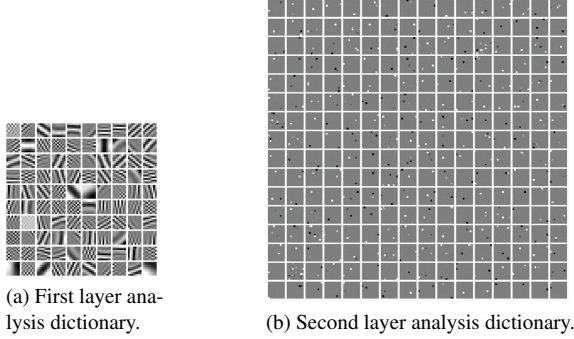 (a) First layer ana-
lysis dictionary.
(b) Second layer analysis dictionary.